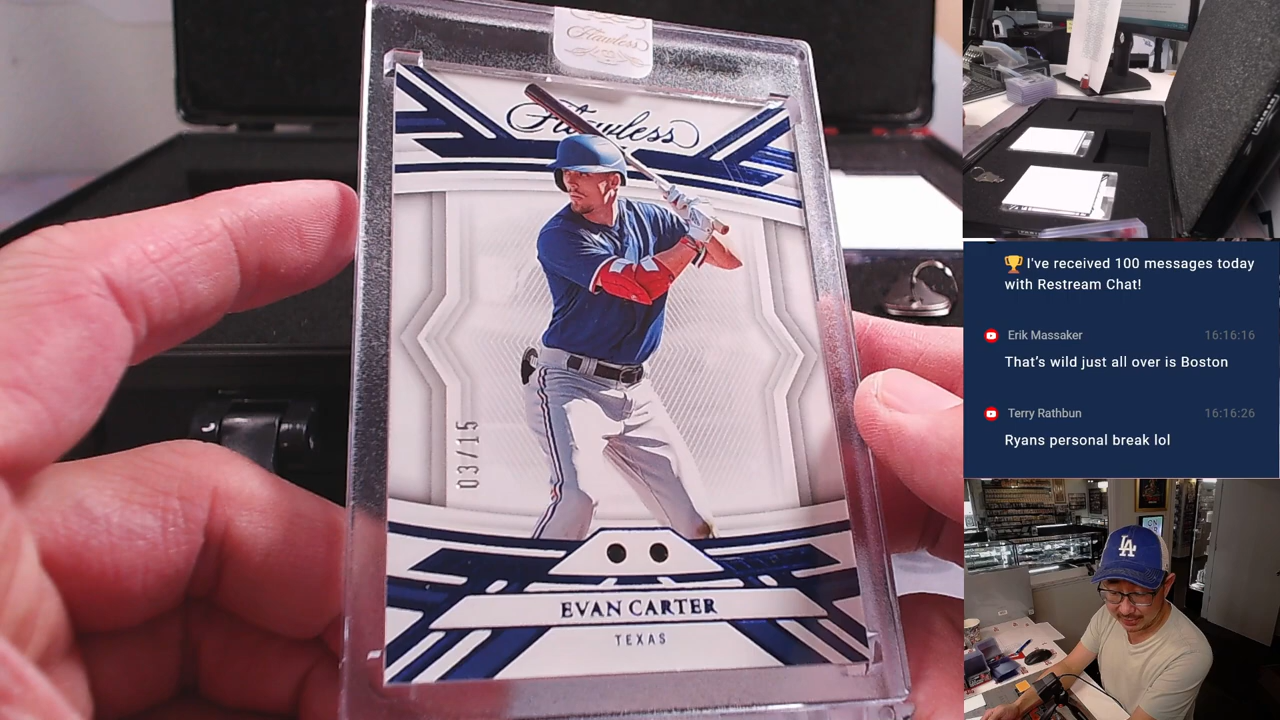 Flawless
Flawless
03/15
EVAN CARTER
TEXAS
🏆 I've received 100 messages today
with Restream Chat!
Erik Massaker 16:16:16
That's wild just all over is Boston
Terry Rathbun 16:16:26
Ryans personal break lol
LA